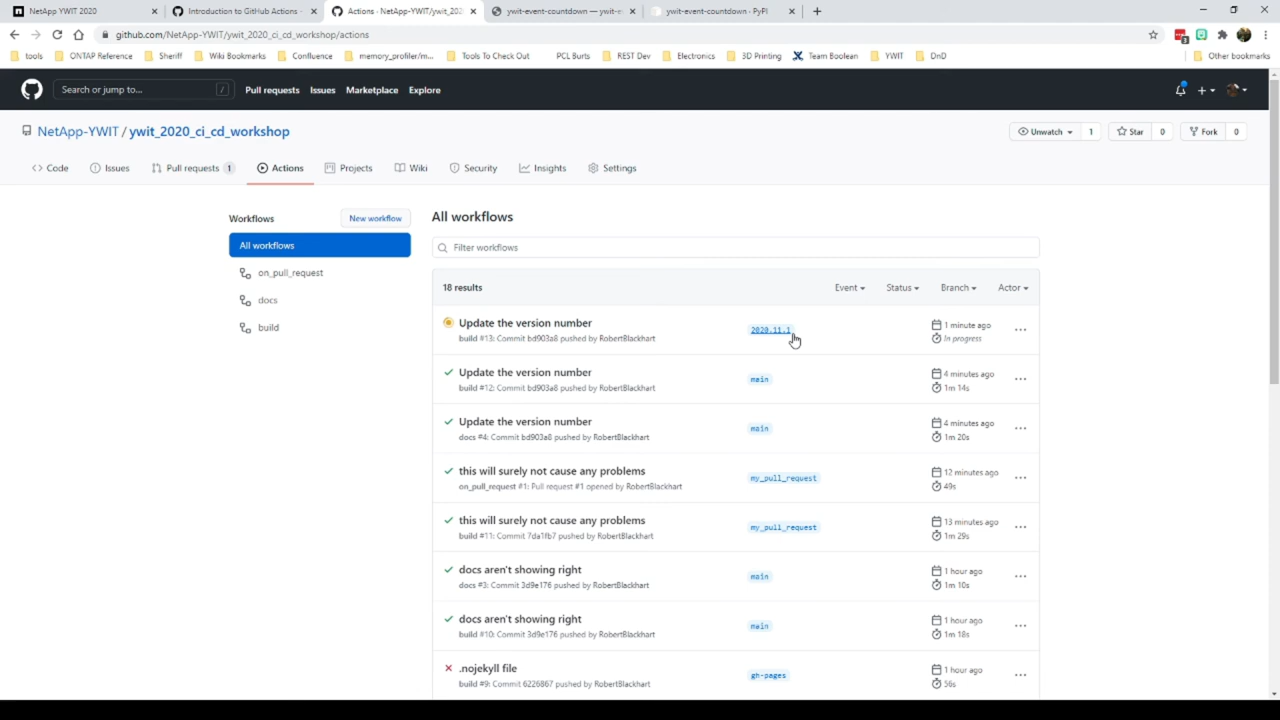 NetApp YWIT 2020
Introduction to GitHub Actions -
Actions · NetApp-YWIT/ywit_202
ywit-event-countdown — ywit-e
ywit-event-countdown · PyPI
github.com/NetApp-YWIT/ywit_2020_ci_cd_workshop/actions
tools
ONTAP Reference
Sheriff
Wiki Bookmarks
Confluence
memory_profiler/m...
Tools To Check Out
PCL Burts
REST Dev
Electronics
3D Printing
Team Boolean
YWIT
DnD
Other bookmarks
Search or jump to... /
Pull requests
Issues
Marketplace
Explore
NetApp-YWIT / ywit_2020_ci_cd_workshop
Unwatch 1
Star 0
Fork 0
<> Code
Issues
Pull requests 1
Actions
Projects
Wiki
Security
Insights
Settings
Workflows
New workflow
All workflows
on_pull_request
docs
build
All workflows
Filter workflows
18 results
Event
Status
Branch
Actor
Update the version number
build #13: Commit bd903a8 pushed by RobertBlackhart
2020.11.1
1 minute ago
In progress
Update the version number
build #12: Commit bd903a8 pushed by RobertBlackhart
main
4 minutes ago
1m 14s
Update the version number
docs #4: Commit bd903a8 pushed by RobertBlackhart
main
4 minutes ago
1m 20s
this will surely not cause any problems
on_pull_request #1: Pull request #1 opened by RobertBlackhart
my_pull_request
12 minutes ago
49s
this will surely not cause any problems
build #11: Commit 7da1fb7 pushed by RobertBlackhart
my_pull_request
13 minutes ago
1m 29s
docs aren't showing right
docs #3: Commit 3d9e176 pushed by RobertBlackhart
main
1 hour ago
1m 10s
docs aren't showing right
build #10: Commit 3d9e176 pushed by RobertBlackhart
main
1 hour ago
1m 18s
.nojekyll file
build #9: Commit 6226867 pushed by RobertBlackhart
gh-pages
1 hour ago
56s